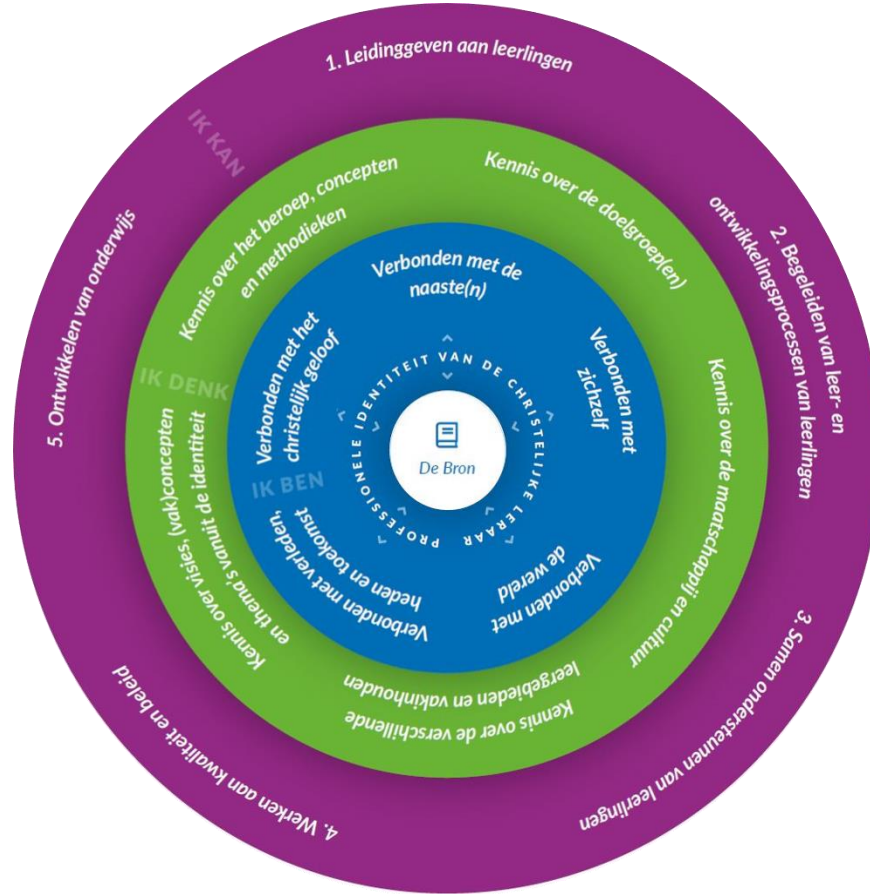 1. Leidinggeven aan leerlingen
2. Begeleiden van leer- en
ontwikkelingsprocessen van leerlingen
3. Samen ondersteunen van leerlingen
4. Werken aan kwaliteit en beleid
5. Ontwikkelen van onderwijs
IK KAN
Kennis over het beroep, concepten
en methodieken
Kennis over de doelgroep(en)
Kennis over de maatschappij en cultuur
Kennis over de verschillende
leergebieden en vakinhouden
Kennis over visies, (vak)concepten
en thema's vanuit de identiteit
IK DENK
Verbonden met de
naaste(n)
Verbonden met
zichzelf
Verbonden met
de wereld
Verbonden met verleden,
heden en toekomst
Verbonden met het
christelijk geloof
IK BEN
PROFESSIONELE IDENTITEIT VAN DE CHRISTELIJKE LERAAR
De Bron